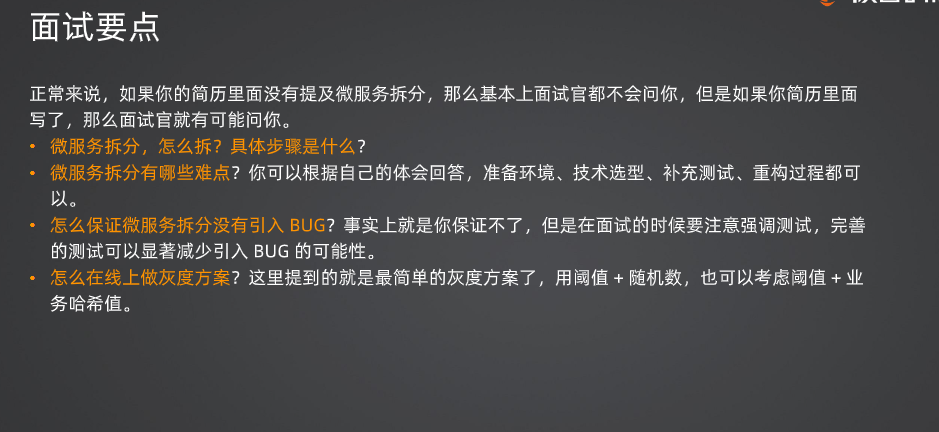 面试要点
正常来说，如果你的简历里面没有提及微服务拆分，那么基本上面试官都不会问你，但是如果你简历里面
写了，那么面试官就有可能问你。
• 微服务拆分，怎么拆？具体步骤是什么？
• 微服务拆分有哪些难点？你可以根据自己的体会回答，准备环境、技术选型、补充测试、重构过程都可
以。
• 怎么保证微服务拆分没有引入 BUG？事实上就是你保证不了，但是在面试的时候要注意强调测试，完善
的测试可以显著减少引入 BUG 的可能性。
• 怎么在线上做灰度方案？这里提到的就是最简单的灰度方案了，用阈值 + 随机数，也可以考虑阈值 + 业
务哈希值。